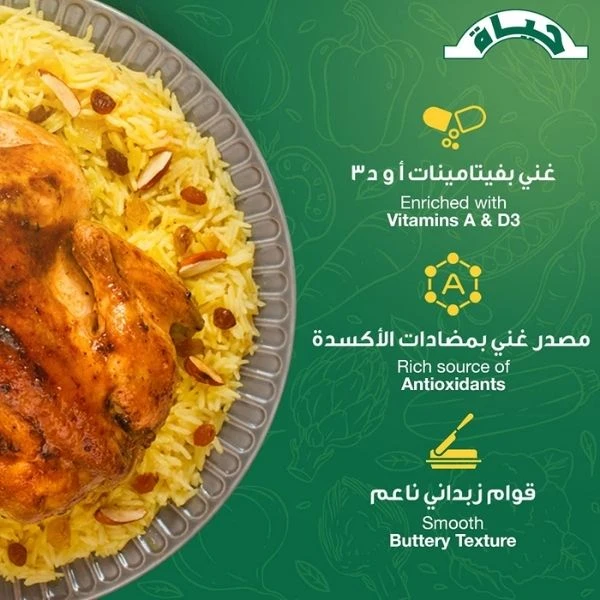 حياة
غني بفيتامينات أ و د٣
Enriched with
Vitamins A & D3
A
مصدر غني بمضادات الأكسدة
Rich source of
Antioxidants
قوام زبداني ناعم
Smooth
Buttery Texture